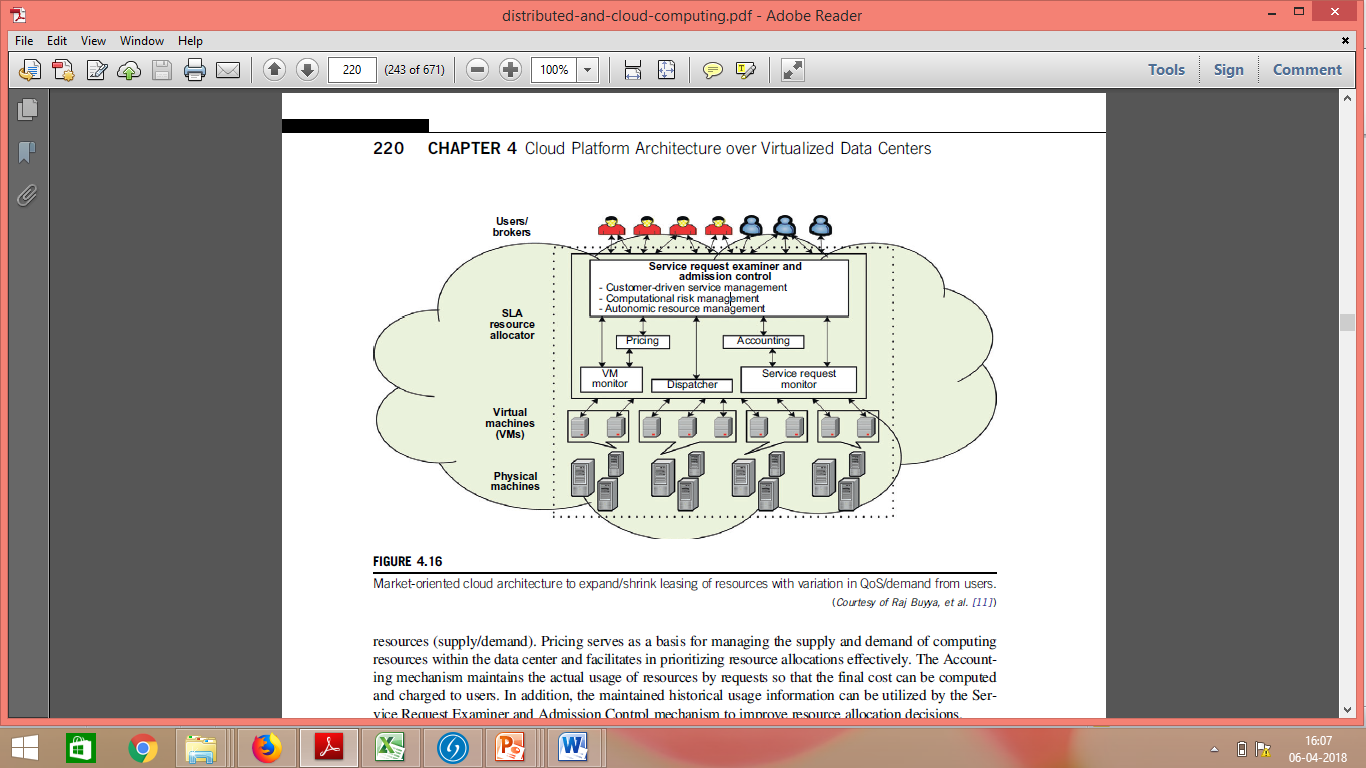 distributed-and-cloud-computing.pdf - Adobe Reader
File Edit View Window Help
220 (243 of 671) 100% Tools Sign Comment
220 CHAPTER 4 Cloud Platform Architecture over Virtualized Data Centers
Users/
brokers
Service request examiner and
admission control
- Customer-driven service management
- Computational risk management
- Autonomic resource management
SLA
resource
allocator
Pricing Accounting
VM
monitor
Dispatcher
Service request
monitor
Virtual
machines
(VMs)
Physical
machines
FIGURE 4.16
Market-oriented cloud architecture to expand/shrink leasing of resources with variation in QoS/demand from users.
(Courtesy of Raj Buyya, et al. [11])
resources (supply/demand). Pricing serves as a basis for managing the supply and demand of computing
resources within the data center and facilitates in prioritizing resource allocations effectively. The Account-
ing mechanism maintains the actual usage of resources by requests so that the final cost can be computed
and charged to users. In addition, the maintained historical usage information can be utilized by the Ser-
vice Request Examiner and Admission Control mechanism to improve resource allocation decisions.
16:07
06-04-2018